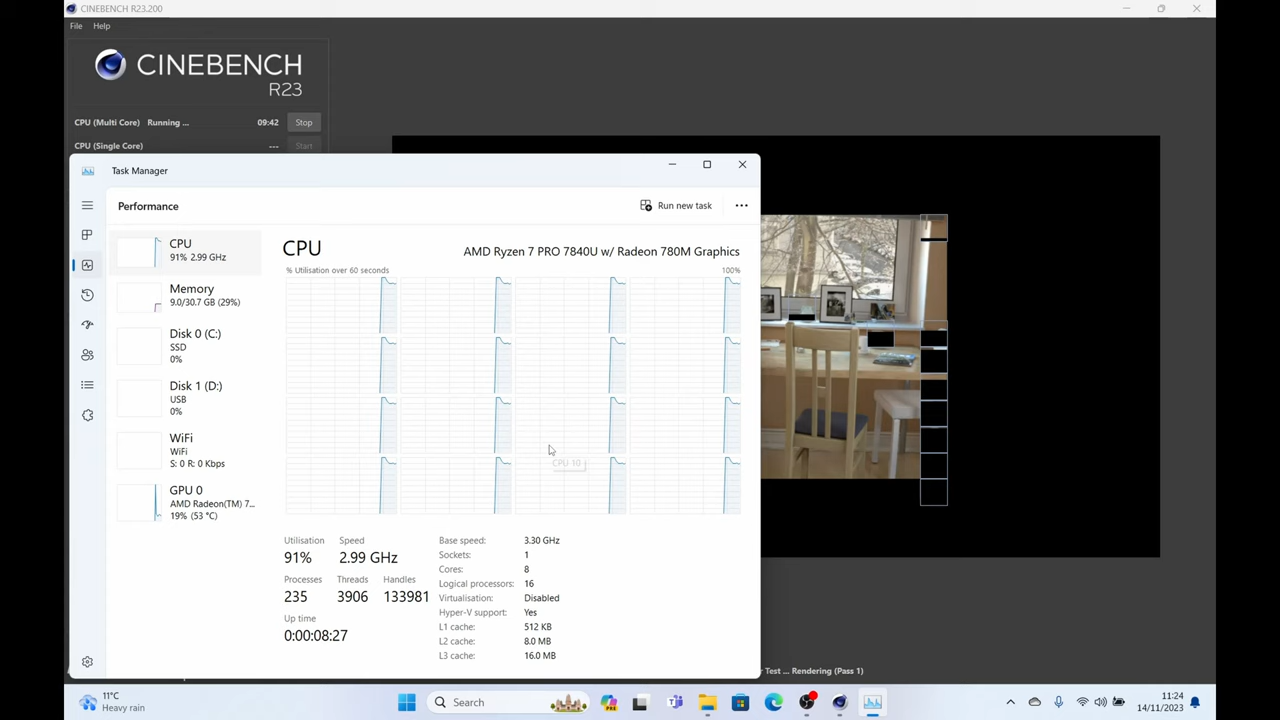 CINEBENCH R23.200
File Help
CINEBENCH
R23
CPU (Multi Core) Running ... 09:42 Stop
CPU (Single Core) --- Start
Task Manager
Performance
Run new task
CPU
91% 2.99 GHz
Memory
9.0/30.7 GB (29%)
Disk 0 (C:)
SSD
0%
Disk 1 (D:)
USB
0%
WiFi
WiFi
S: 0 R: 0 Kbps
GPU 0
AMD Radeon(TM) 7...
19% (53 °C)
CPU AMD Ryzen 7 PRO 7840U w/ Radeon 780M Graphics
% Utilisation over 60 seconds 100%
CPU 10
Utilisation Speed
91% 2.99 GHz
Processes Threads Handles
235 3906 133981
Up time
0:00:08:27
Base speed: 3.30 GHz
Sockets: 1
Cores: 8
Logical processors: 16
Virtualisation: Disabled
Hyper-V support: Yes
L1 cache: 512 KB
L2 cache: 8.0 MB
L3 cache: 16.0 MB
Test ... Rendering (Pass 1)
11°C
Heavy rain
Search
PRE
11:24
14/11/2023